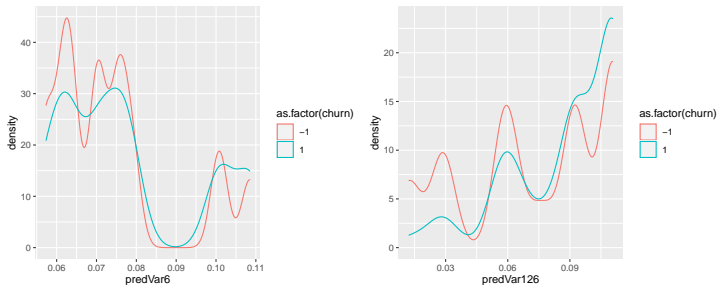 40
30
20
10
0
density
0.06 0.07 0.08 0.09 0.10 0.11
predVar6
as.factor(churn)
−1
1
20
15
10
5
0
density
0.03 0.06 0.09
predVar126
as.factor(churn)
−1
1